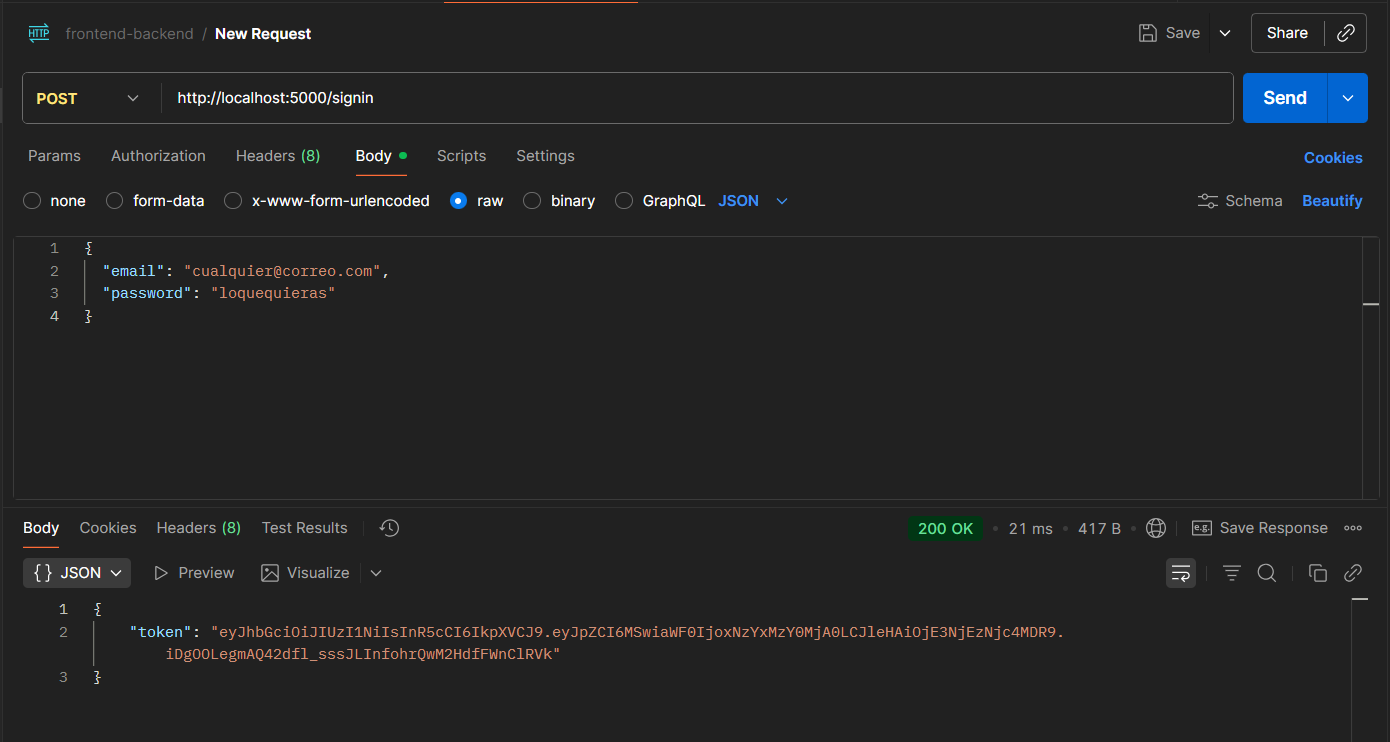 HTTP frontend-backend / New Request Save Share
POST http://localhost:5000/signin Send
Params Authorization Headers (8) Body Scripts Settings Cookies
none form-data x-www-form-urlencoded raw binary GraphQL JSON Schema Beautify
1 {
2 "email": "cualquier@correo.com",
3 "password": "loquequieras"
4 }
Body Cookies Headers (8) Test Results 200 OK • 21 ms • 417 B • e.g. Save Response
{} JSON Preview Visualize
1 {
2 "token": "eyJhbGciOiJIUzI1NiIsInR5cCI6IkpXVCJ9.eyJpZCI6MSwiaWF0IjoxNzYxMzY0MjA0LCJleHAiOjE3NjEzNjc4MDR9.
iDgOOLegmAQ42dfl_sssJLInfohrQwM2HdfFWnClRVk"
3 }